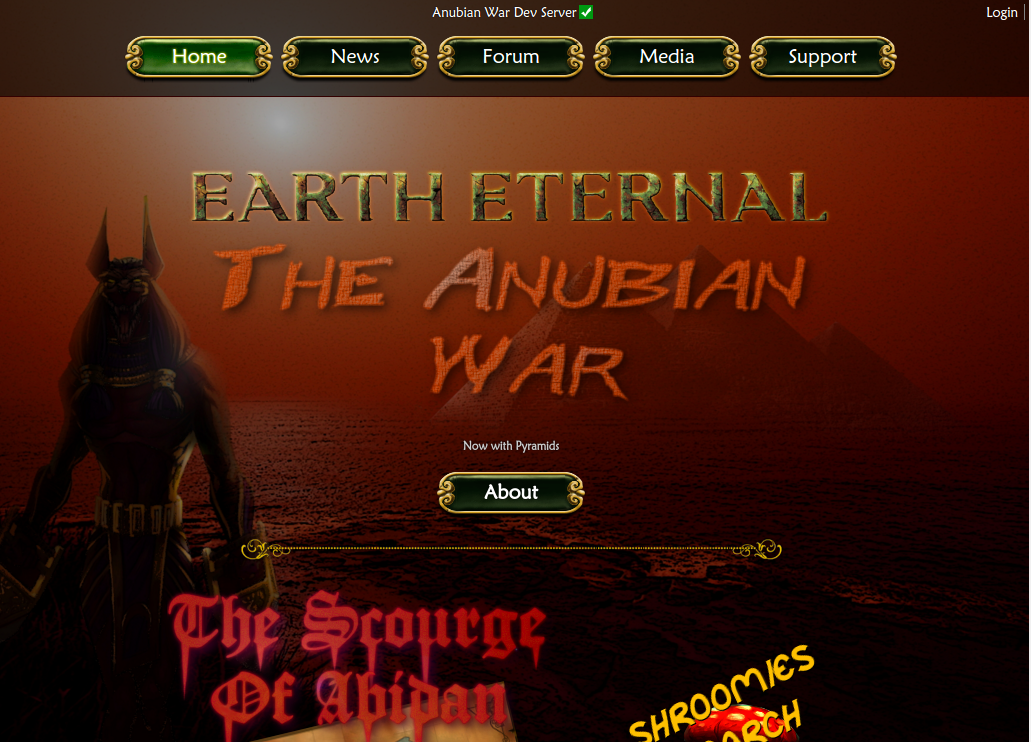 Anubian War Dev Server
Login
Home
News
Forum
Media
Support
EARTH ETERNAL
THE ANUBIAN
WAR
Now with Pyramids
About
The Scourge
Of Abidan
SHROOMIES
ARCH